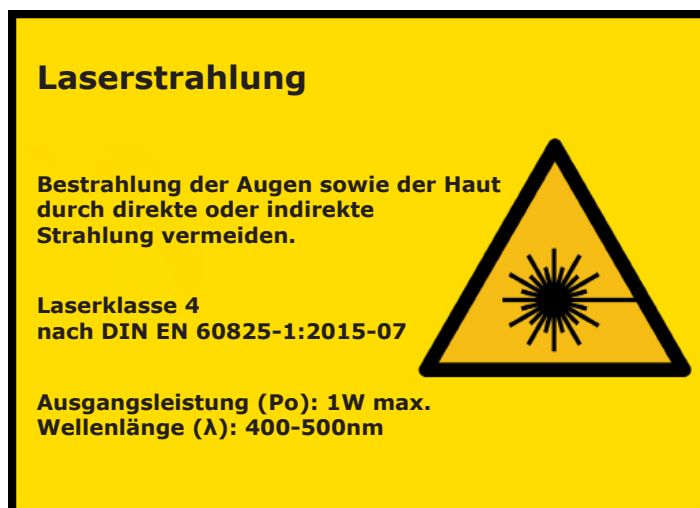 Laserstrahlung
Bestrahlung der Augen sowie der Haut
durch direkte oder indirekte
Strahlung vermeiden.
Laserklasse 4
nach DIN EN 60825-1:2015-07
Ausgangsleistung (Po): 1W max.
Wellenlänge (λ): 400-500nm